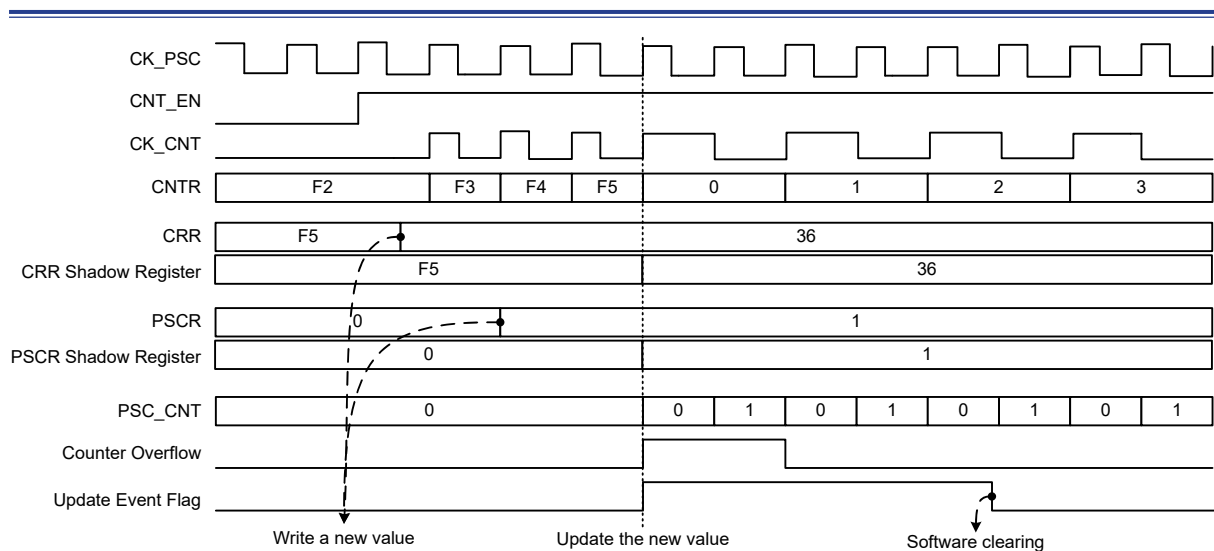 CK_PSC
CNT_EN
CK_CNT
CNTR F2 F3 F4 F5 0 1 2 3
CRR F5 36
CRR Shadow Register F5 36
PSCR 0 1
PSCR Shadow Register 0 1
PSC_CNT 0 0 1 0 1 0 1 0 1
Counter Overflow
Update Event Flag
Write a new value Update the new value Software clearing